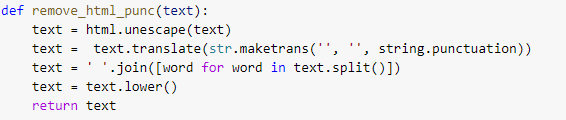 def remove_html_punc(text):
    text = html.unescape(text)
    text =  text.translate(str.maketrans('', '', string.punctuation))
    text = ' '.join([word for word in text.split()])
    text = text.lower()
    return text